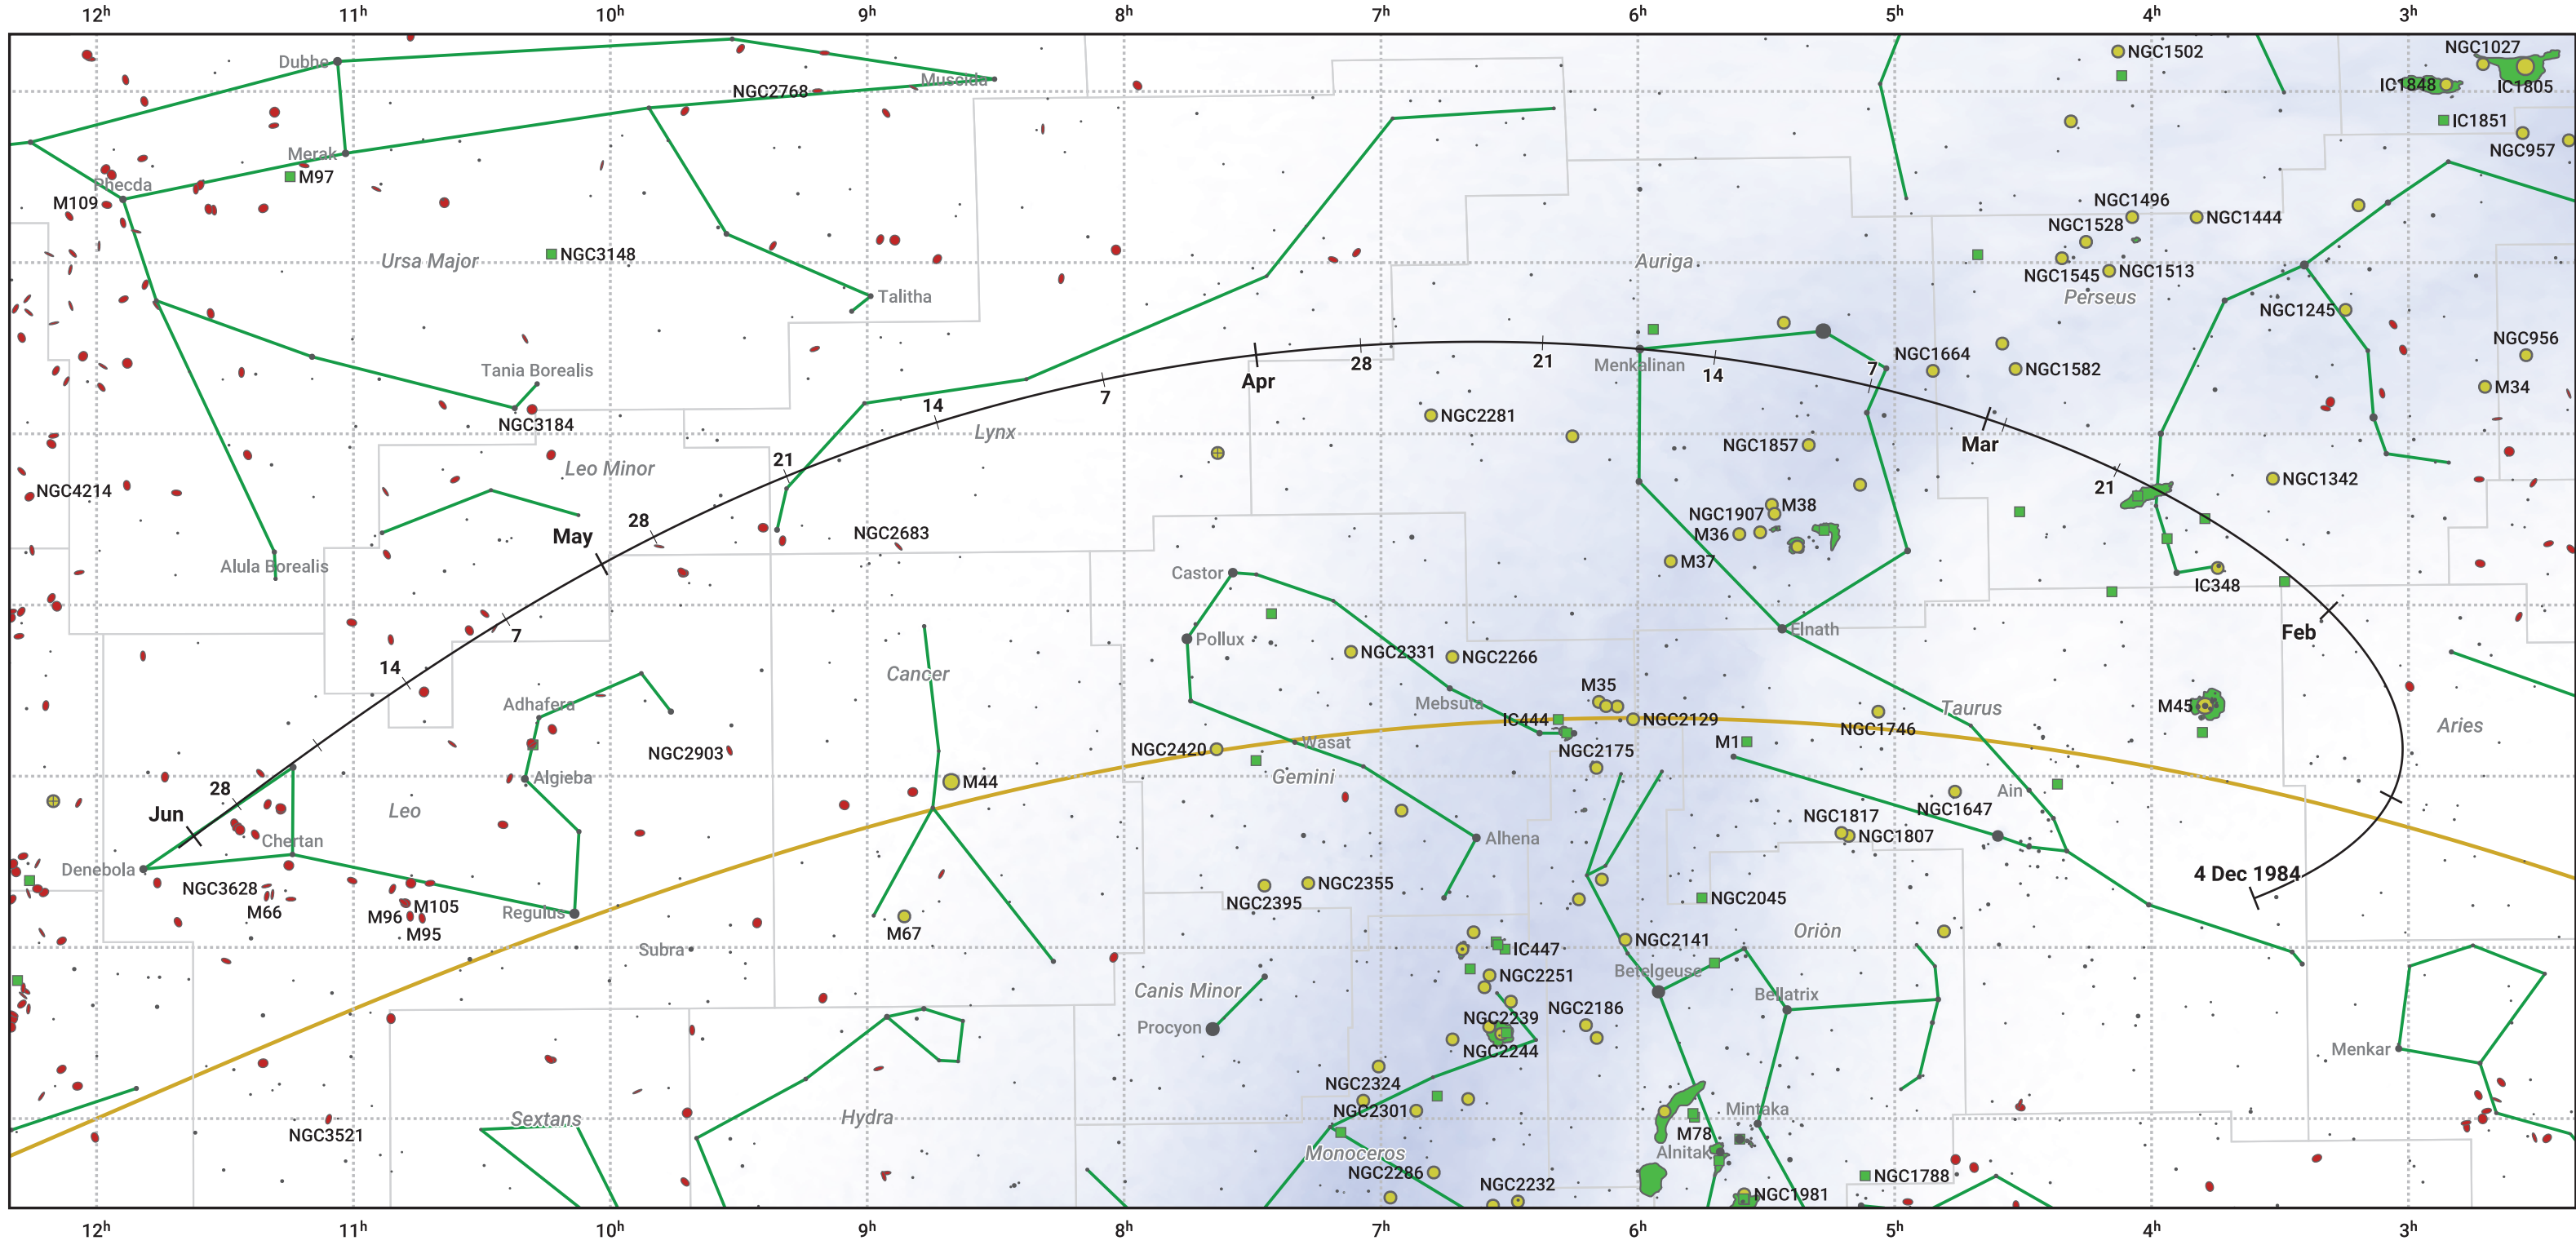 12h 11h 10h 9h 8h 7h 6h 5h 4h 3h
Dubhe
Muscida
NGC2768
NGC1502
NGC1027
IC1848
IC1805
IC1851
NGC957
Merak
M97
Phecda
M109
NGC1496
NGC1444
NGC1528
NGC3148
Ursa Major
Auriga
NGC1545
NGC1513
Perseus
Talitha
NGC1245
NGC956
Menkalinan
NGC1664
NGC1582
M34
Tania Borealis
Apr
28
21
14
7
7
14
NGC3184
NGC2281
Lynx
Mar
NGC1857
21
Leo Minor
21
NGC1342
NGC4214
M38
NGC1907
M36
28
May
NGC2683
M37
Alula Borealis
Castor
IC348
Feb
7
Pollux
Elnath
NGC2331
NGC2266
14
Cancer
M35
Adhafera
Mebsuta
IC444
NGC2129
Taurus
M45
NGC1746
Aries
NGC2903
NGC2420
Wasat
NGC2175
M1
Algieba
M44
Gemini
28
Jun
Leo
Ain
NGC1647
NGC1817
NGC1807
Chertan
Alhena
Denebola
4 Dec 1984
NGC3628
M66
M105
M96
M95
Regulus
NGC2355
NGC2395
NGC2045
M67
Subra
NGC2141
Orion
IC447
Betelgeuse
NGC2251
Canis Minor
Bellatrix
Procyon
NGC2239
NGC2186
NGC2244
Menkar
NGC2324
NGC2301
Sextans
Hydra
Mintaka
NGC3521
M78
Monoceros
Alnitak
NGC2286
NGC2232
NGC1788
NGC1981
12h 11h 10h 9h 8h 7h 6h 5h 4h 3h